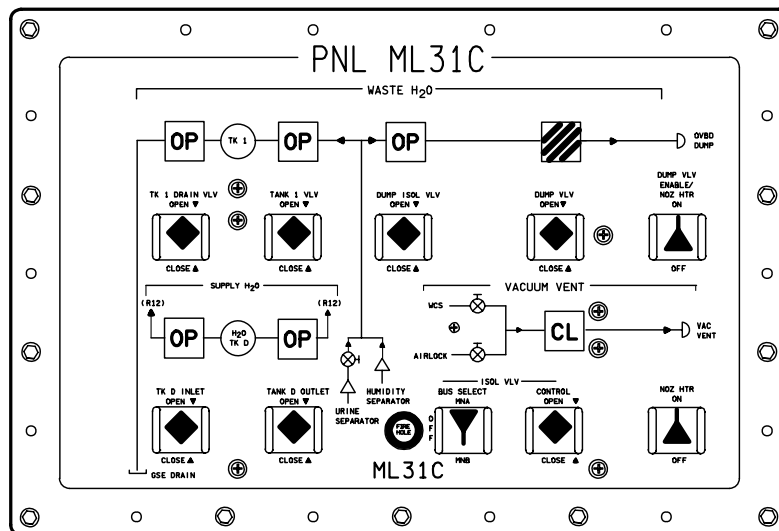 PNL ML31C
WASTE H2O
OP TK 1 OP OP OVBD DUMP
TK 1 DRAIN VLV
OPEN ▼
CLOSE ▲
TANK 1 VLV
OPEN ▼
CLOSE ▲
DUMP ISOL VLV
OPEN ▼
CLOSE ▲
DUMP VLV
OPEN ▼
CLOSE ▲
DUMP VLV
ENABLE/
NOZ HTR
ON
OFF
SUPPLY H2O
(R12) (R12)
OP H2O TK D OP
VACUUM VENT
WCS
AIRLOCK
CL
VAC
VENT
HUMIDITY
SEPARATOR
URINE
SEPARATOR
TK D INLET
OPEN ▼
CLOSE ▲
TANK D OUTLET
OPEN ▼
CLOSE ▲
FIRE
HOLE
ISOL VLV
BUS SELECT
MNA
OFF
MNB
CONTROL
OPEN ▼
CLOSE ▲
NOZ HTR
ON
OFF
GSE DRAIN
ML31C